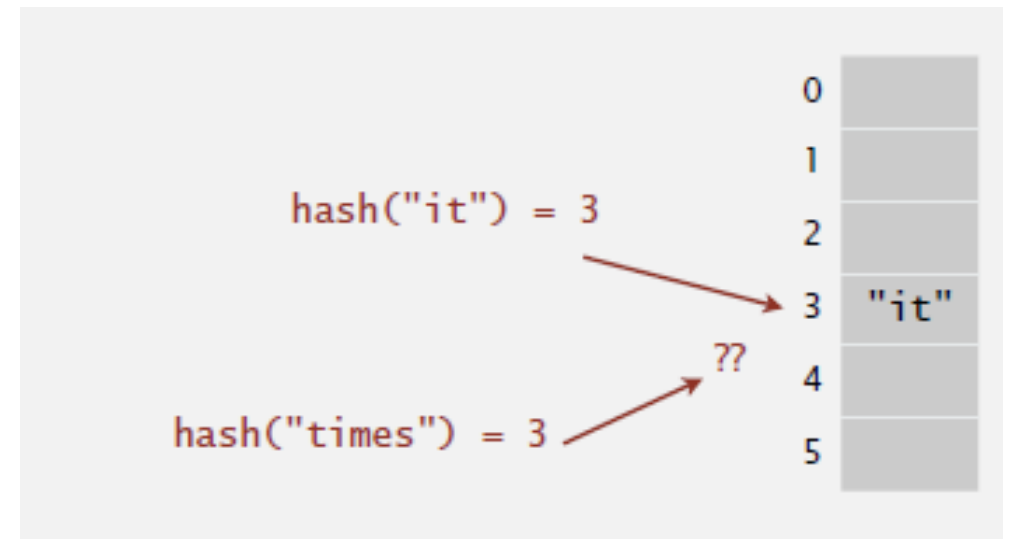 0
1
hash("it") = 3
2
3 "it"
??
4
hash("times") = 3
5